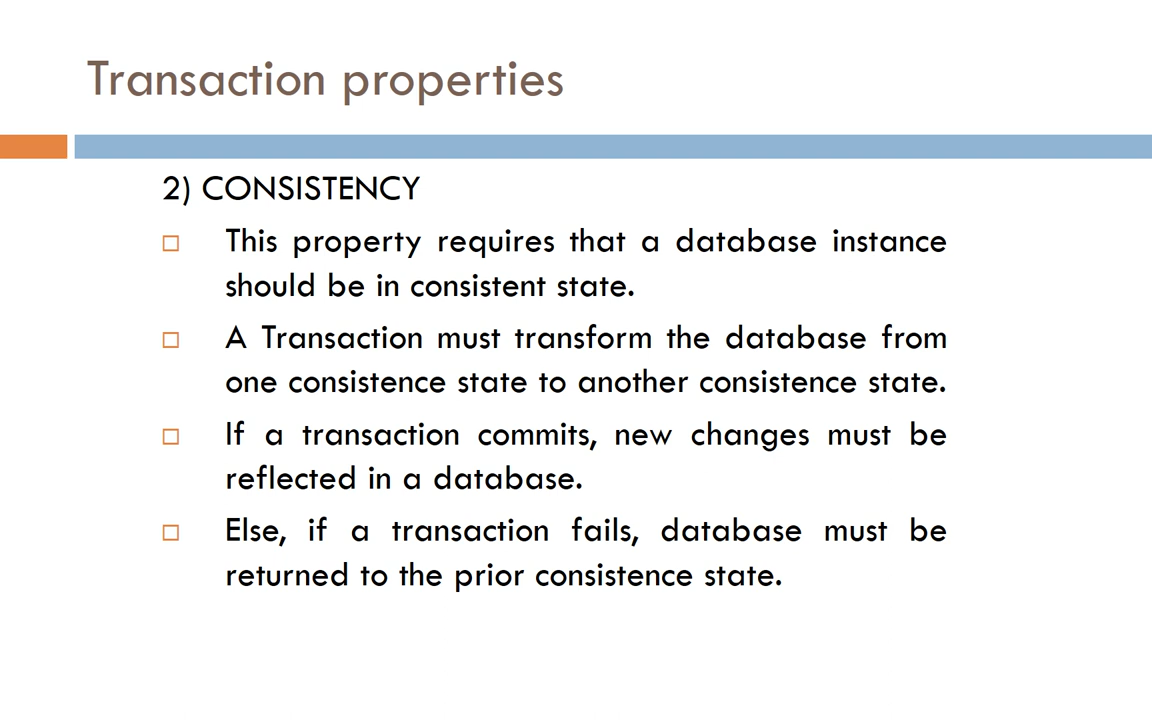 Transaction properties
2) CONSISTENCY
This property requires that a database instance
should be in consistent state.
A Transaction must transform the database from
one consistence state to another consistence state.
If a transaction commits, new changes must be
reflected in a database.
Else, if a transaction fails, database must be
returned to the prior consistence state.